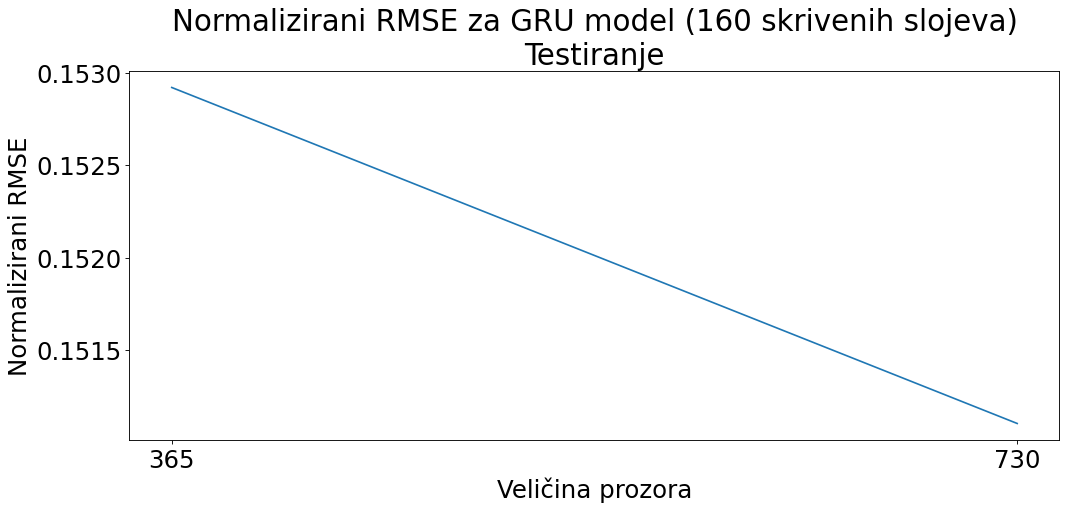 Normalizirani RMSE za GRU model (160 skrivenih slojeva)
Testiranje
Normalizirani RMSE
0.1530
0.1525
0.1520
0.1515
365
730
Veličina prozora